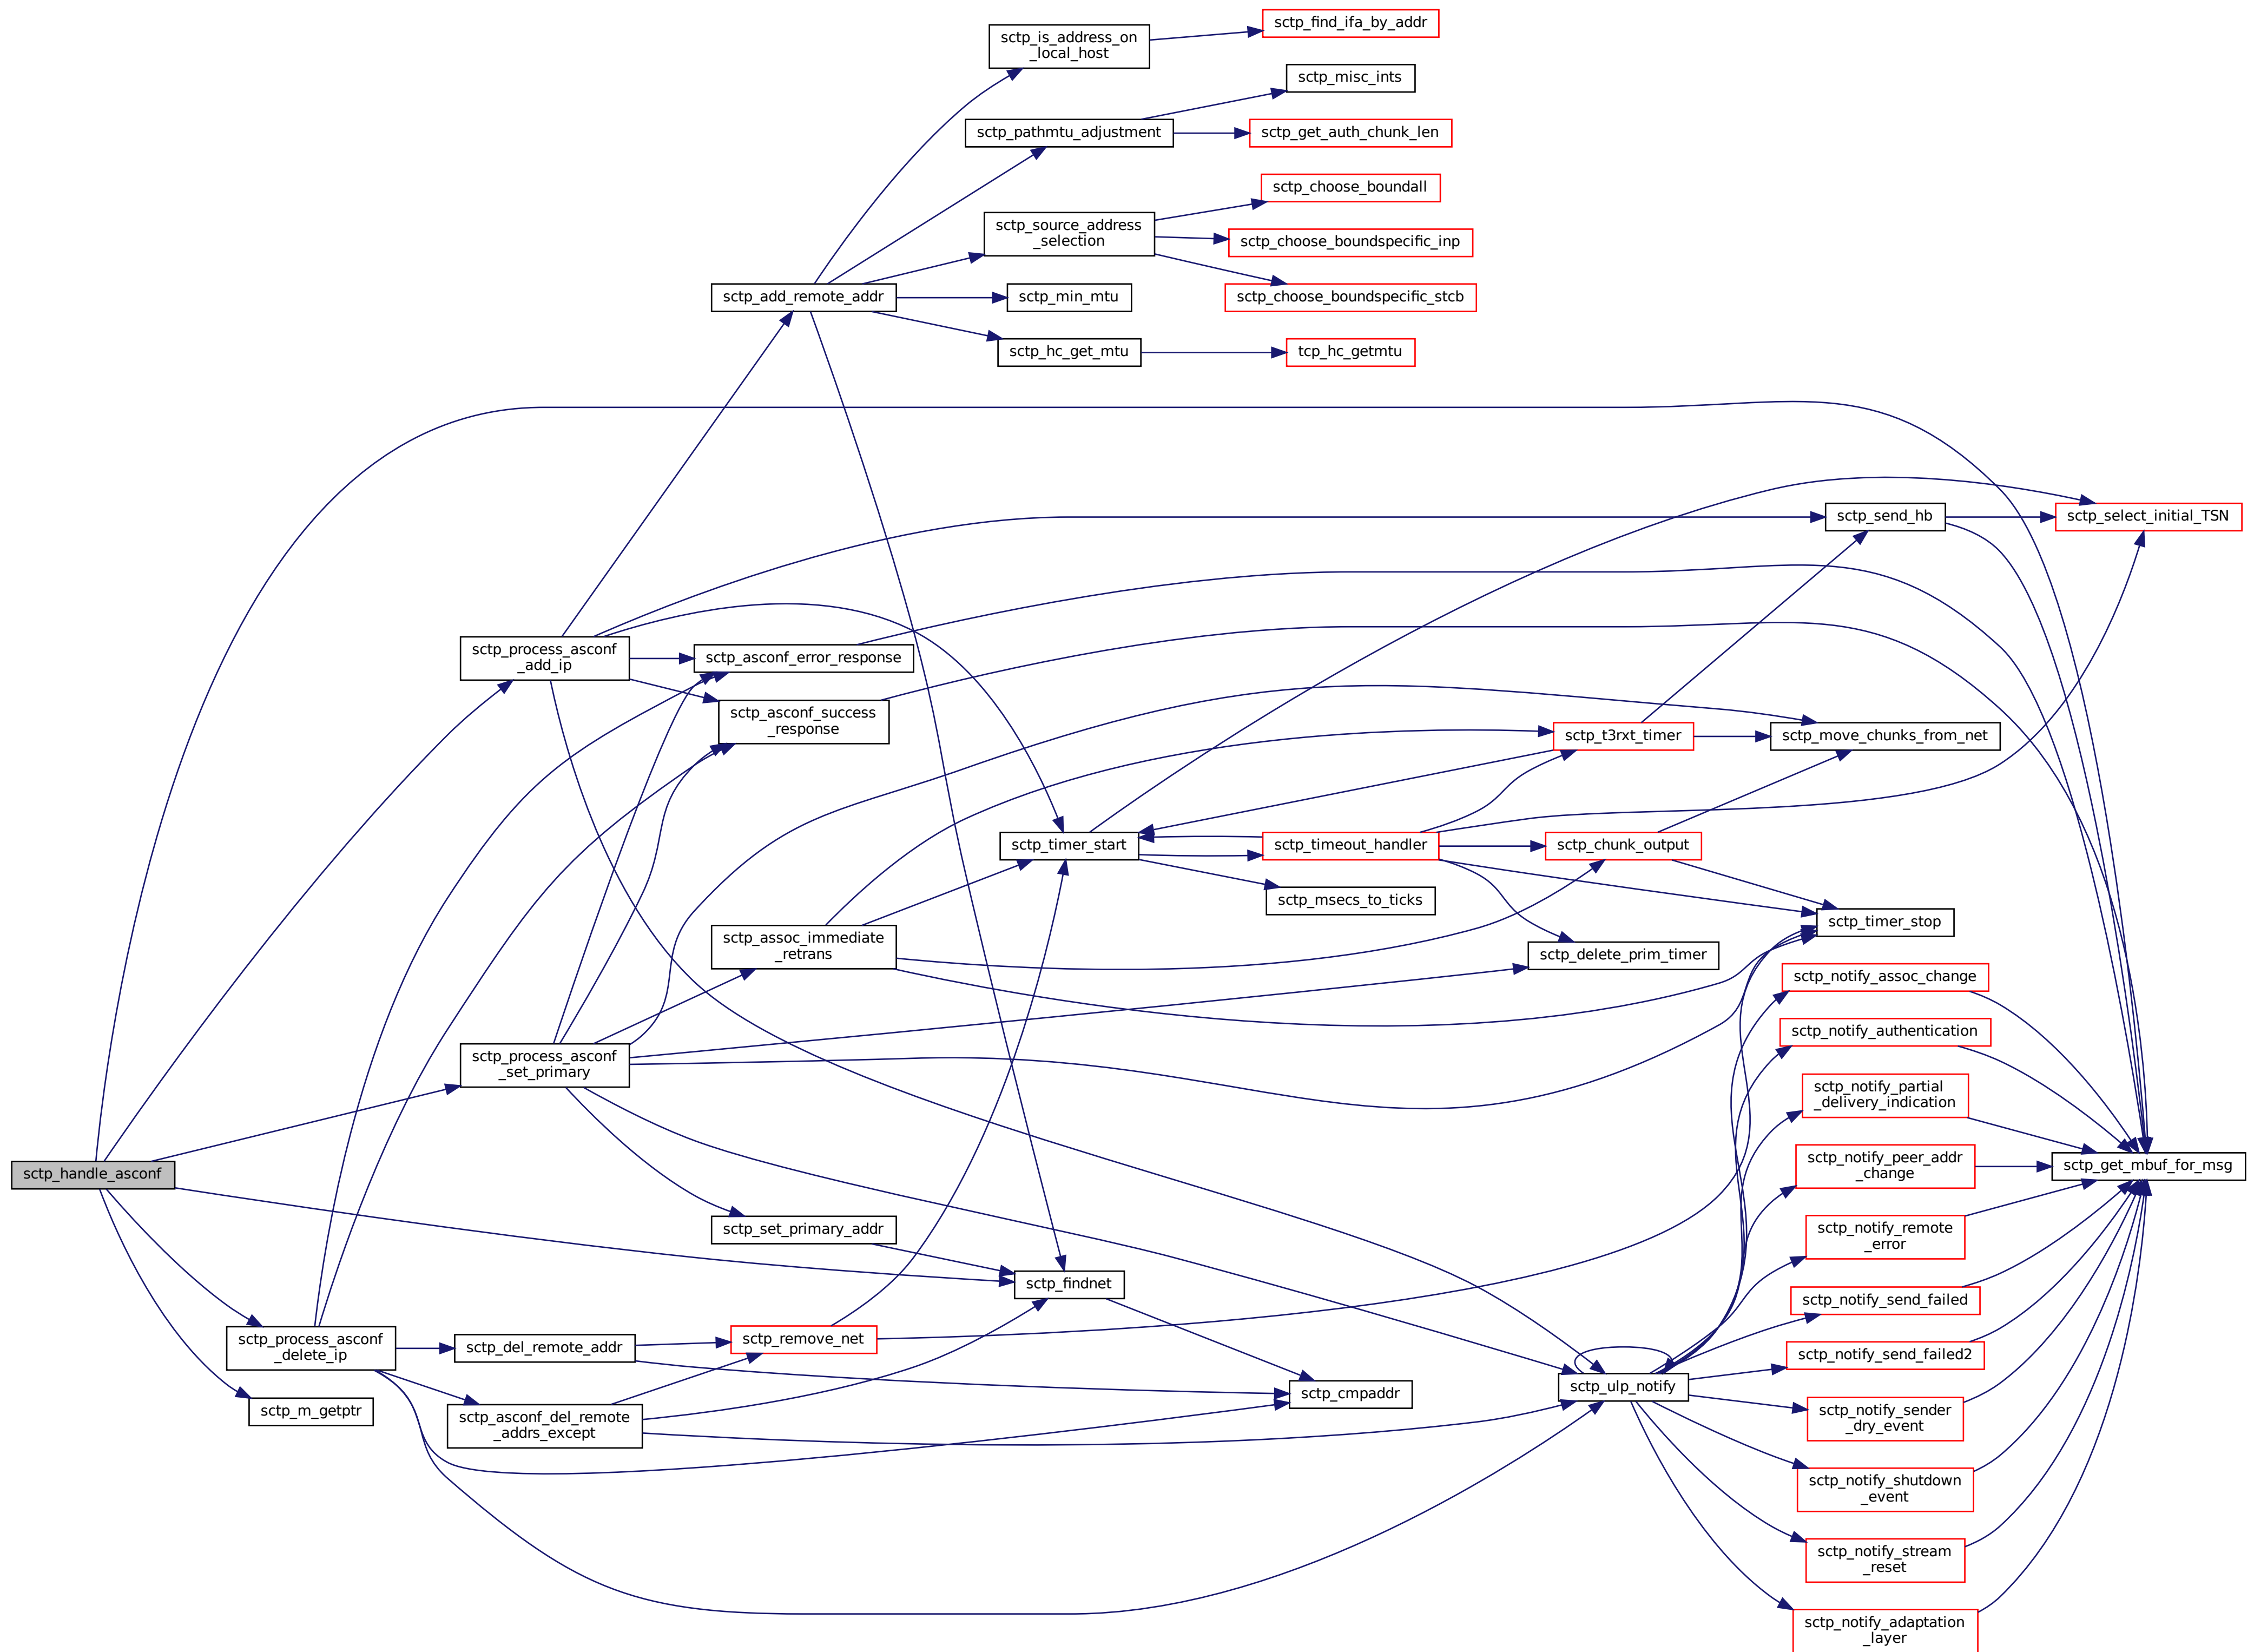 sctp_find_ifa_by_addr
sctp_is_address_on
_local_host
sctp_misc_ints
sctp_pathmtu_adjustment
sctp_get_auth_chunk_len
sctp_choose_boundall
sctp_source_address
_selection
sctp_choose_boundspecific_inp
sctp_add_remote_addr
sctp_min_mtu
sctp_choose_boundspecific_stcb
sctp_hc_get_mtu
tcp_hc_getmtu
sctp_send_hb
sctp_select_initial_TSN
sctp_process_asconf
_add_ip
sctp_asconf_error_response
sctp_asconf_success
_response
sctp_t3rxt_timer
sctp_move_chunks_from_net
sctp_timer_start
sctp_timeout_handler
sctp_chunk_output
sctp_msecs_to_ticks
sctp_timer_stop
sctp_assoc_immediate
_retrans
sctp_delete_prim_timer
sctp_notify_assoc_change
sctp_notify_authentication
sctp_process_asconf
_set_primary
sctp_notify_partial
_delivery_indication
sctp_handle_asconf
sctp_notify_peer_addr
_change
sctp_get_mbuf_for_msg
sctp_set_primary_addr
sctp_notify_remote
_error
sctp_findnet
sctp_notify_send_failed
sctp_process_asconf
_delete_ip
sctp_del_remote_addr
sctp_remove_net
sctp_notify_send_failed2
sctp_ulp_notify
sctp_cmpaddr
sctp_m_getptr
sctp_asconf_del_remote
_addrs_except
sctp_notify_sender
_dry_event
sctp_notify_shutdown
_event
sctp_notify_stream
_reset
sctp_notify_adaptation
_layer